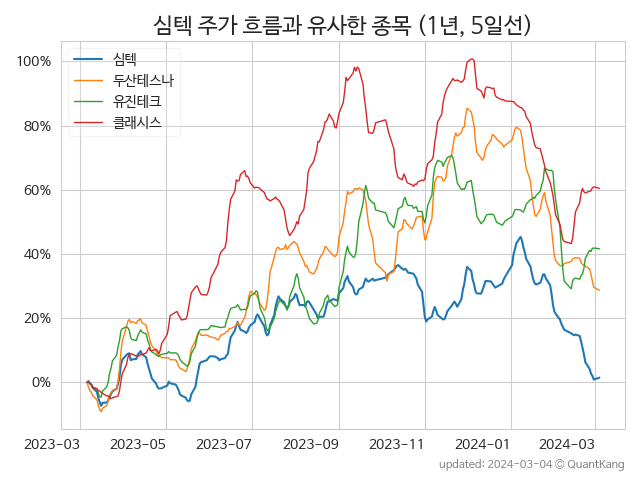 심텍 주가 흐름과 유사한 종목 (1년, 5일선)
심텍
두산테스나
유진테크
클래시스
100%
80%
60%
40%
20%
0%
2023-03 2023-05 2023-07 2023-09 2023-11 2024-01 2024-03
updated: 2024-03-04 © QuantKang